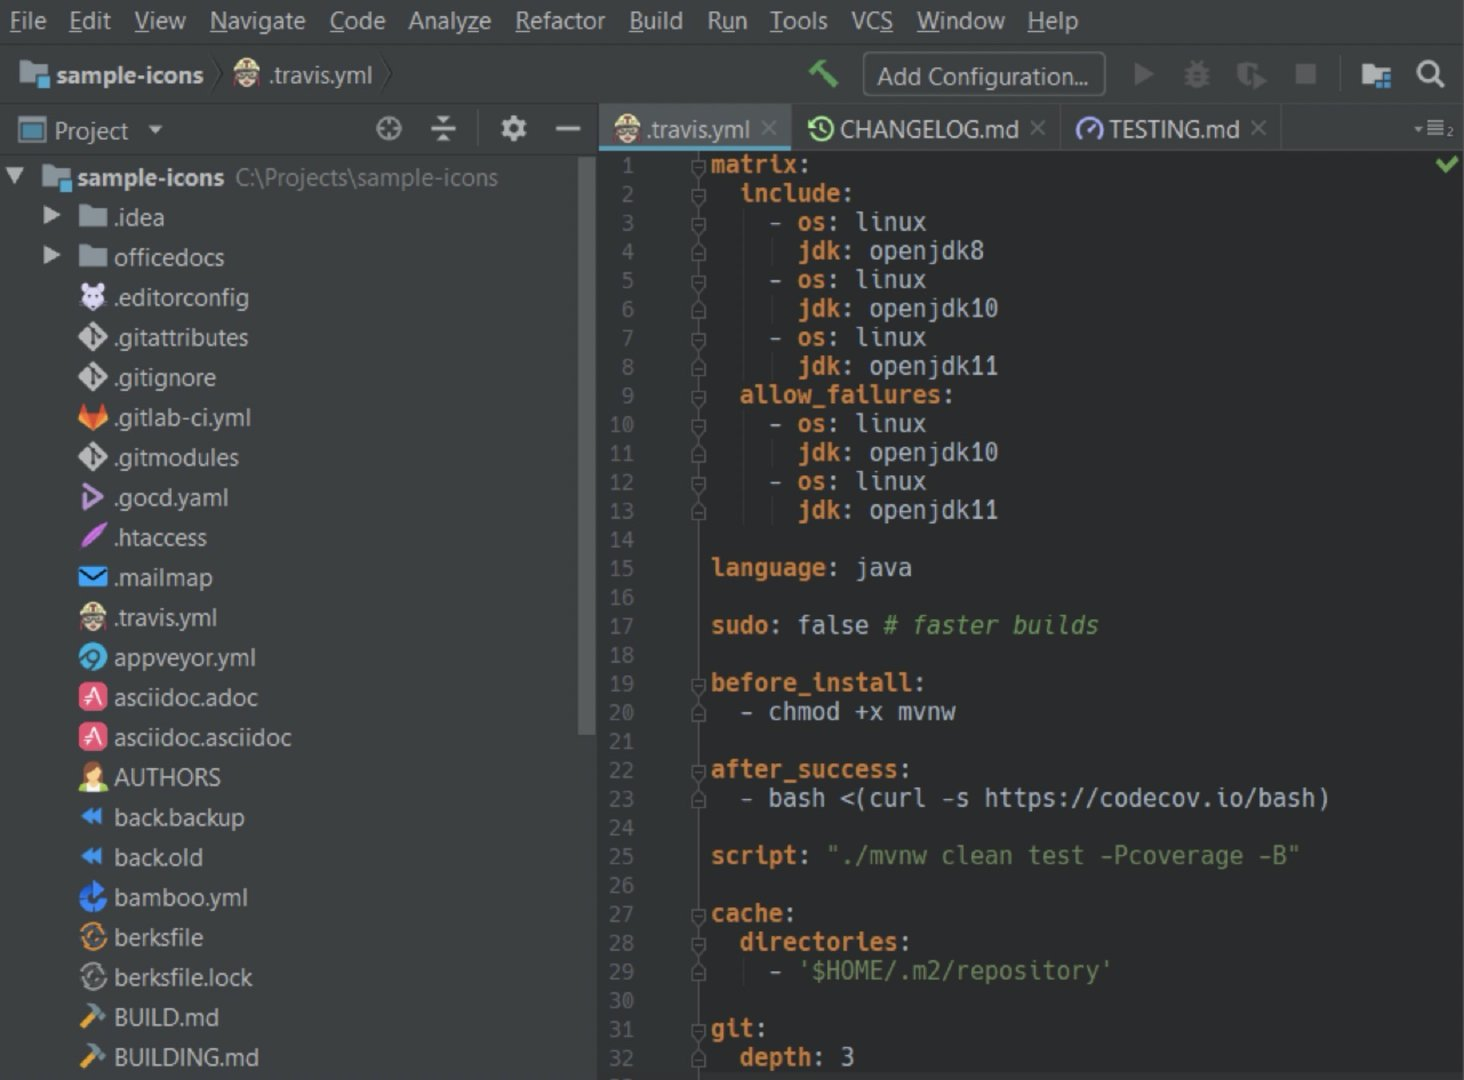 File Edit View Navigate Code Analyze Refactor Build Run Tools VCS Window Help
sample-icons .travis.yml Add Configuration...
Project
.travis.yml CHANGELOG.md TESTING.md 2
sample-icons C:\Projects\sample-icons
.idea
officedocs
.editorconfig
.gitattributes
.gitignore
.gitlab-ci.yml
.gitmodules
.gocd.yaml
.htaccess
.mailmap
.travis.yml
appveyor.yml
asciidoc.adoc
asciidoc.asciidoc
AUTHORS
back.backup
back.old
bamboo.yml
berksfile
berksfile.lock
BUILD.md
BUILDING.md
1 matrix:
2 include:
3 - os: linux
4 jdk: openjdk8
5 - os: linux
6 jdk: openjdk10
7 - os: linux
8 jdk: openjdk11
9 allow_failures:
10 - os: linux
11 jdk: openjdk10
12 - os: linux
13 jdk: openjdk11
14
15 language: java
16
17 sudo: false # faster builds
18
19 before_install:
20 - chmod +x mvnw
21
22 after_success:
23 - bash <(curl -s https://codecov.io/bash)
24
25 script: "./mvnw clean test -Pcoverage -B"
26
27 cache:
28 directories:
29 - '$HOME/.m2/repository'
30
31 git:
32 depth: 3